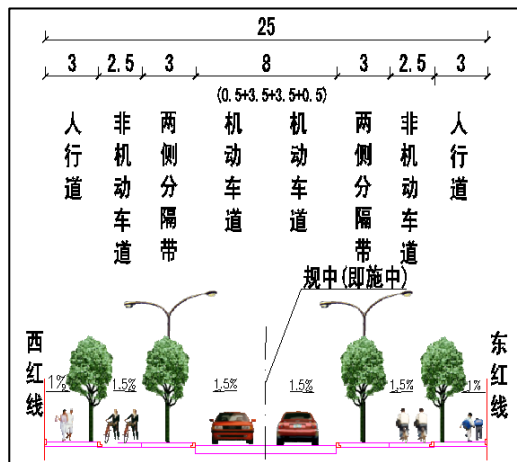 25
3 2.5 3 8 3 2.5 3
(0.5+3.5+3.5+0.5)
人行道
非机动车道
两侧分隔带
机动车道
机动车道
两侧分隔带
非机动车道
人行道
规中(即施中)
西红线
东红线
1% 1.5% 1.5% 1.5% 1.5% 1%